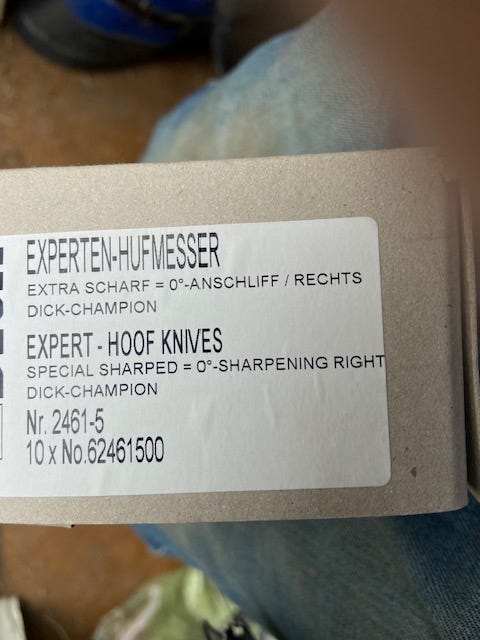 EXPERTEN-HUFMESSER
EXTRA SCHARF = 0°-ANSCHLIFF / RECHTS
DICK-CHAMPION
EXPERT - HOOF KNIVES
SPECIAL SHARPED = 0°-SHARPENING RIGHT
DICK-CHAMPION
Nr. 2461-5
10 x No.62461500